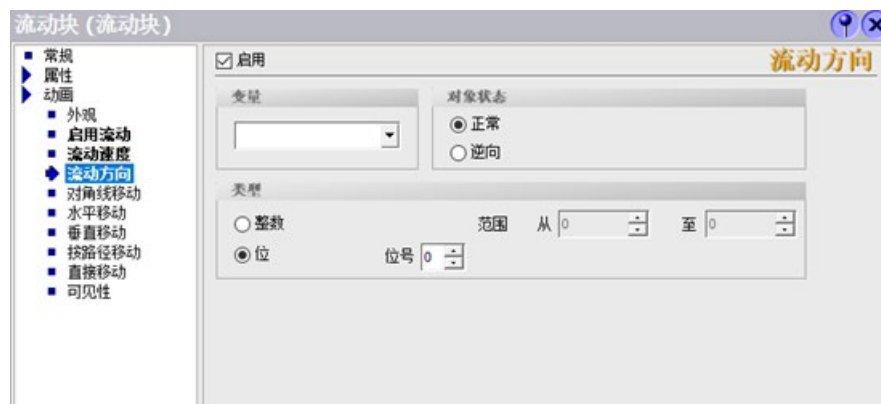 流动块 (流动块)
常规
属性
动画
外观
启用流动
流动速度
流动方向
对角线移动
水平移动
垂直移动
按路径移动
直接移动
可见性
启用
流动方向
变量
对象状态
正常
逆向
类型
整数 范围 从 0 至 0
位 位号 0